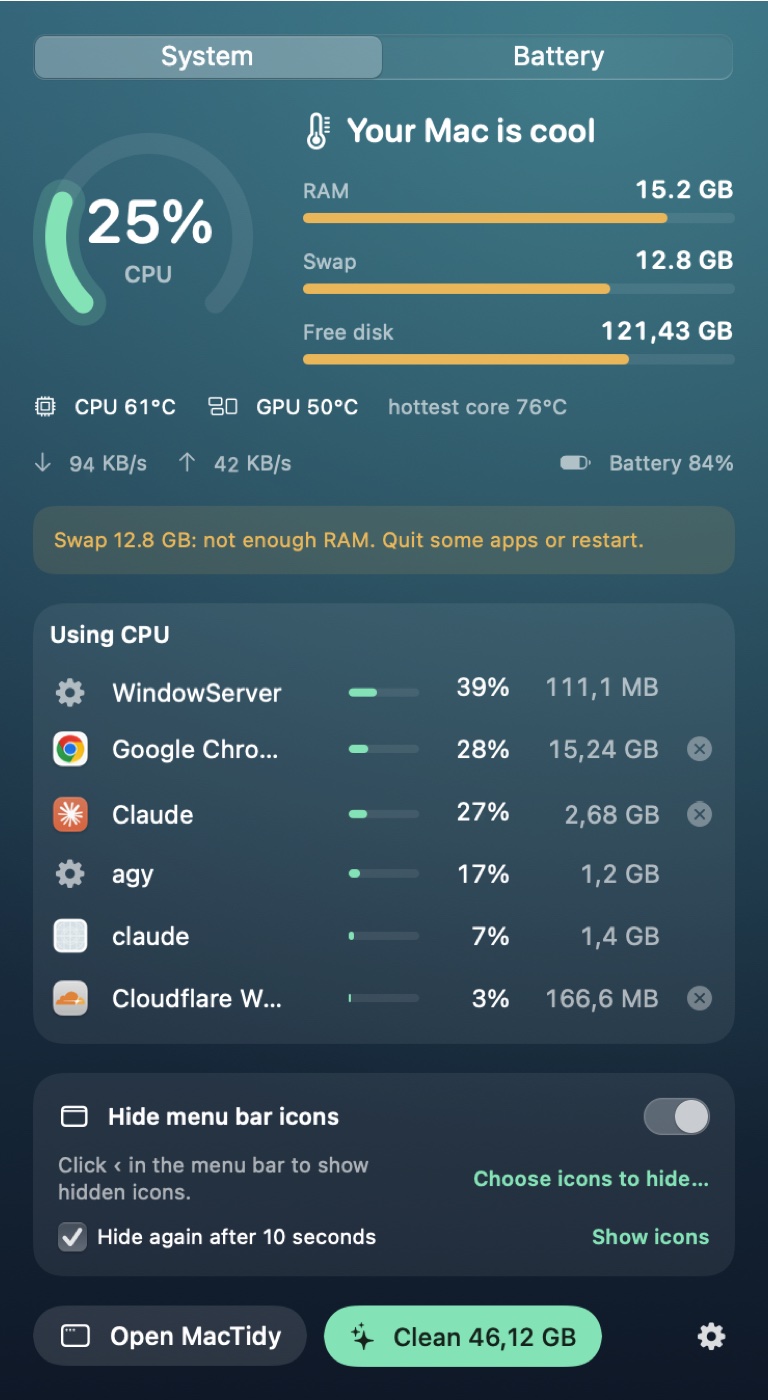 System Battery
Your Mac is cool
25%
CPU
RAM 15.2 GB
Swap 12.8 GB
Free disk 121,43 GB
CPU 61°C GPU 50°C hottest core 76°C
↓ 94 KB/s ↑ 42 KB/s Battery 84%
Swap 12.8 GB: not enough RAM. Quit some apps or restart.
Using CPU
WindowServer 39% 111,1 MB
Google Chro... 28% 15,24 GB
Claude 27% 2,68 GB
agy 17% 1,2 GB
claude 7% 1,4 GB
Cloudflare W... 3% 166,6 MB
Hide menu bar icons
Click ‹ in the menu bar to show
hidden icons.
Choose icons to hide...
Hide again after 10 seconds Show icons
Open MacTidy Clean 46,12 GB